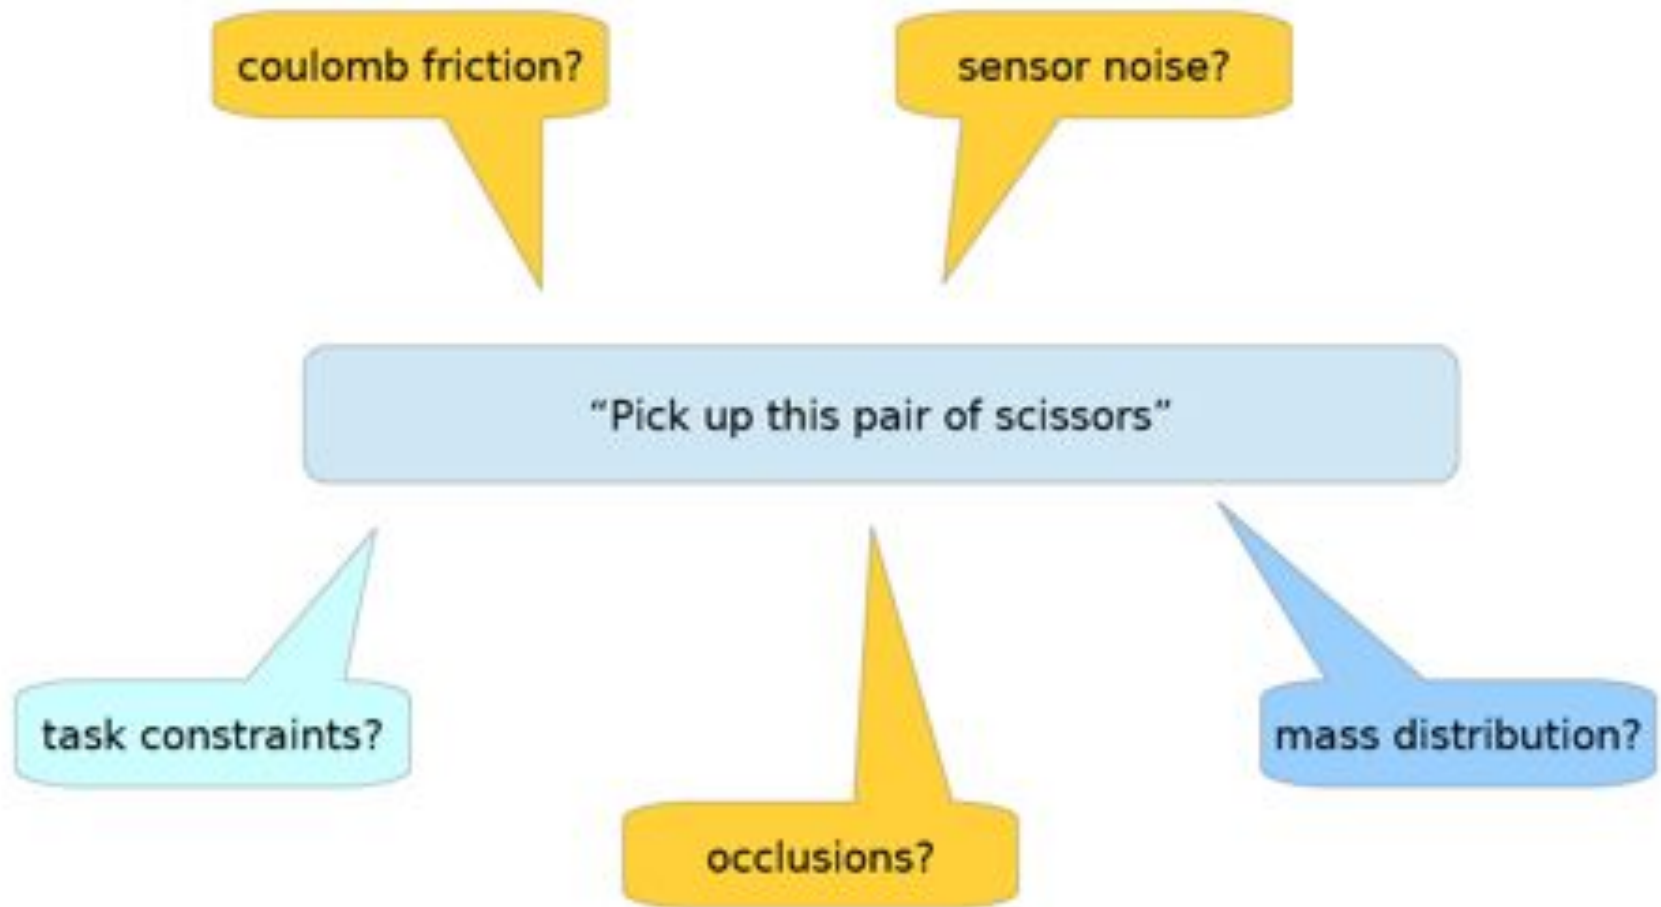 coulomb friction?
sensor noise?
“Pick up this pair of scissors”
task constraints?
mass distribution?
occlusions?